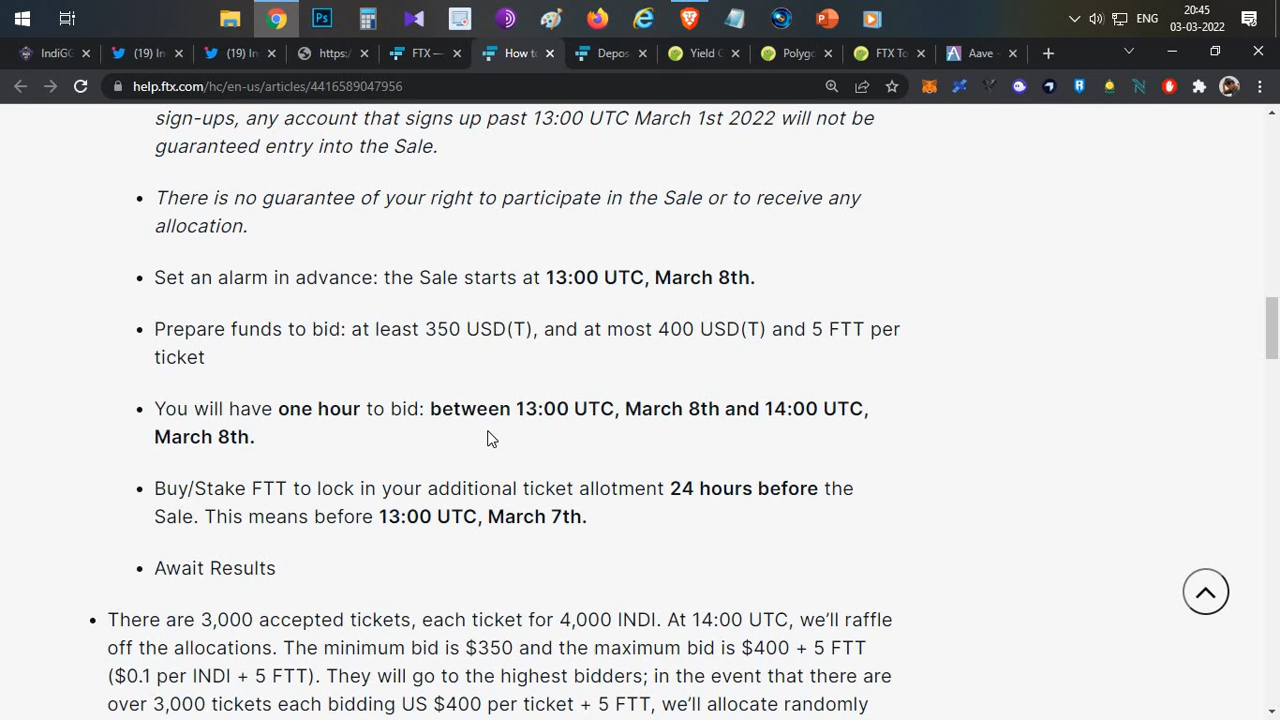 20:45
ENG
03-03-2022
IndiGG
(19) In
(19) In
https:/
FTX —
How to
Depos
Yield G
Polygo
FTX To
Aave -
help.ftx.com/hc/en-us/articles/4416589047956
sign-ups, any account that signs up past 13:00 UTC March 1st 2022 will not be
guaranteed entry into the Sale.
There is no guarantee of your right to participate in the Sale or to receive any
allocation.
Set an alarm in advance: the Sale starts at 13:00 UTC, March 8th.
Prepare funds to bid: at least 350 USD(T), and at most 400 USD(T) and 5 FTT per
ticket
You will have one hour to bid: between 13:00 UTC, March 8th and 14:00 UTC,
March 8th.
Buy/Stake FTT to lock in your additional ticket allotment 24 hours before the
Sale. This means before 13:00 UTC, March 7th.
Await Results
There are 3,000 accepted tickets, each ticket for 4,000 INDI. At 14:00 UTC, we’ll raffle
off the allocations. The minimum bid is $350 and the maximum bid is $400 + 5 FTT
($0.1 per INDI + 5 FTT). They will go to the highest bidders; in the event that there are
over 3,000 tickets each bidding US $400 per ticket + 5 FTT, we’ll allocate randomly